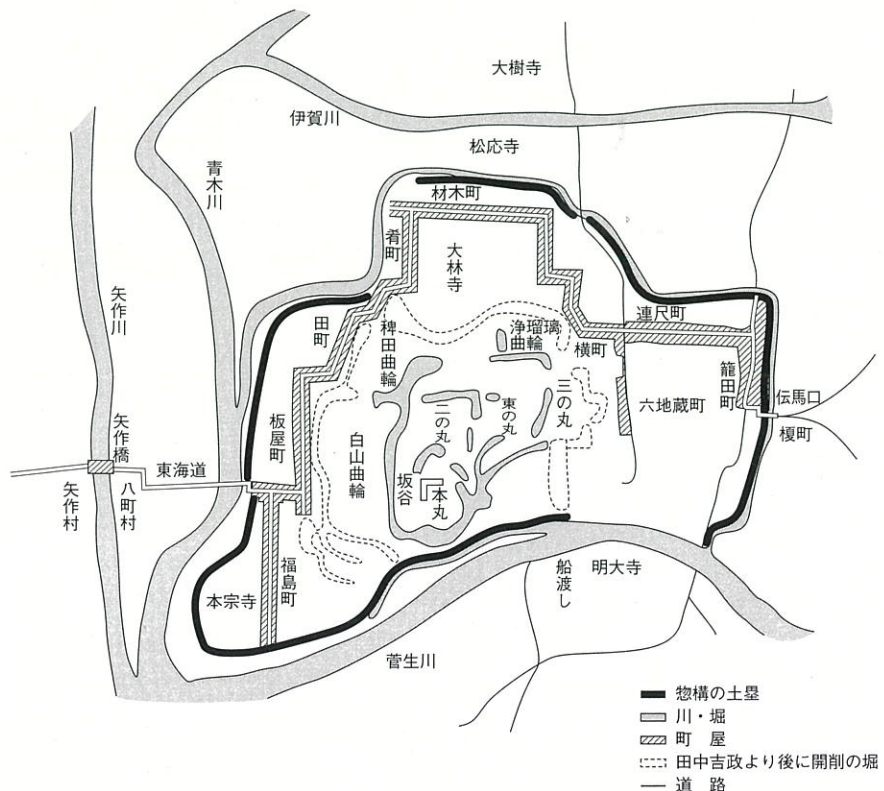 大樹寺
伊賀川
松応寺
青木川
材木町
肴町
大林寺
矢作川
連尺町
田町
稗田曲輪
浄瑠璃
曲輪
横町
籠田町
伝馬口
三の丸
六地蔵町
二の丸
東の丸
榎町
板屋町
白山曲輪
矢作橋
東海道
坂谷
本丸
矢作村
八町村
福島町
船渡し
明大寺
本宗寺
菅生川
惣構の土塁
川・堀
町　屋
田中吉政より後に開削の堀
道　路